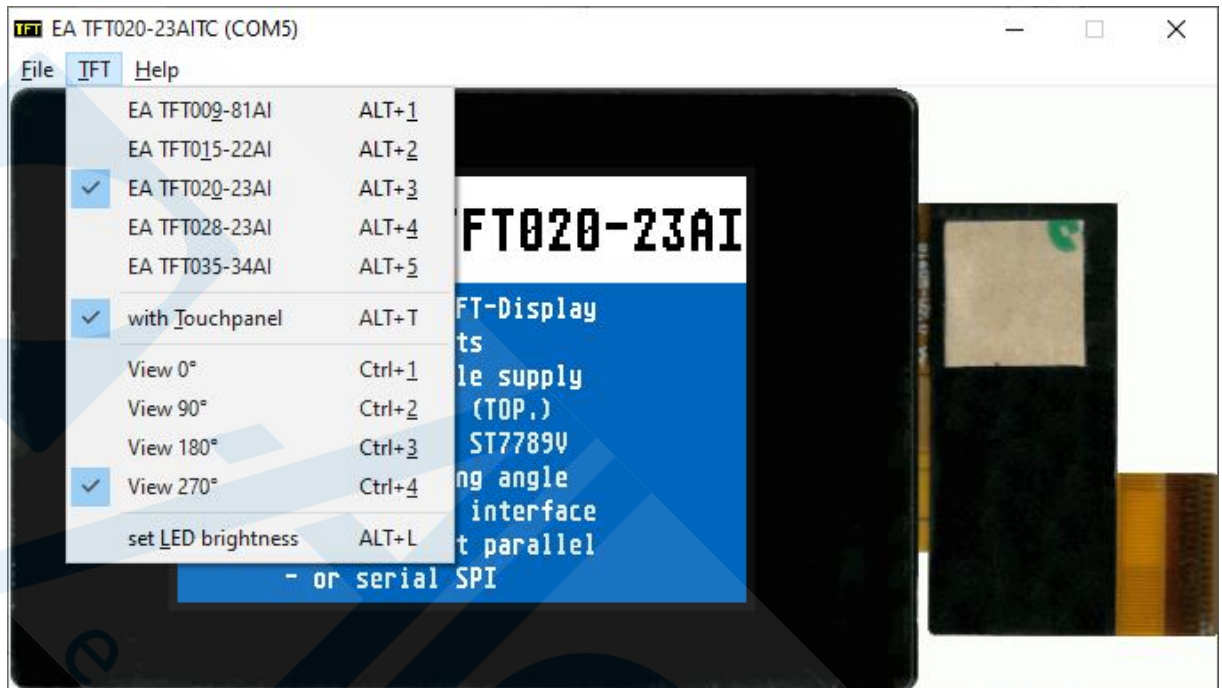 TFT EA TFT020-23AITC (COM5)
File TFT Help
EA TFT009-81AI ALT+1
EA TFT015-22AI ALT+2
EA TFT020-23AI ALT+3
EA TFT028-23AI ALT+4
EA TFT035-34AI ALT+5
with Touchpanel ALT+T
View 0° Ctrl+1
View 90° Ctrl+2
View 180° Ctrl+3
View 270° Ctrl+4
set LED brightness ALT+L
FT020-23AI
FT-Display
ts
le supply
(TOP.)
ST7789V
ng angle
interface
t parallel
- or serial SPI